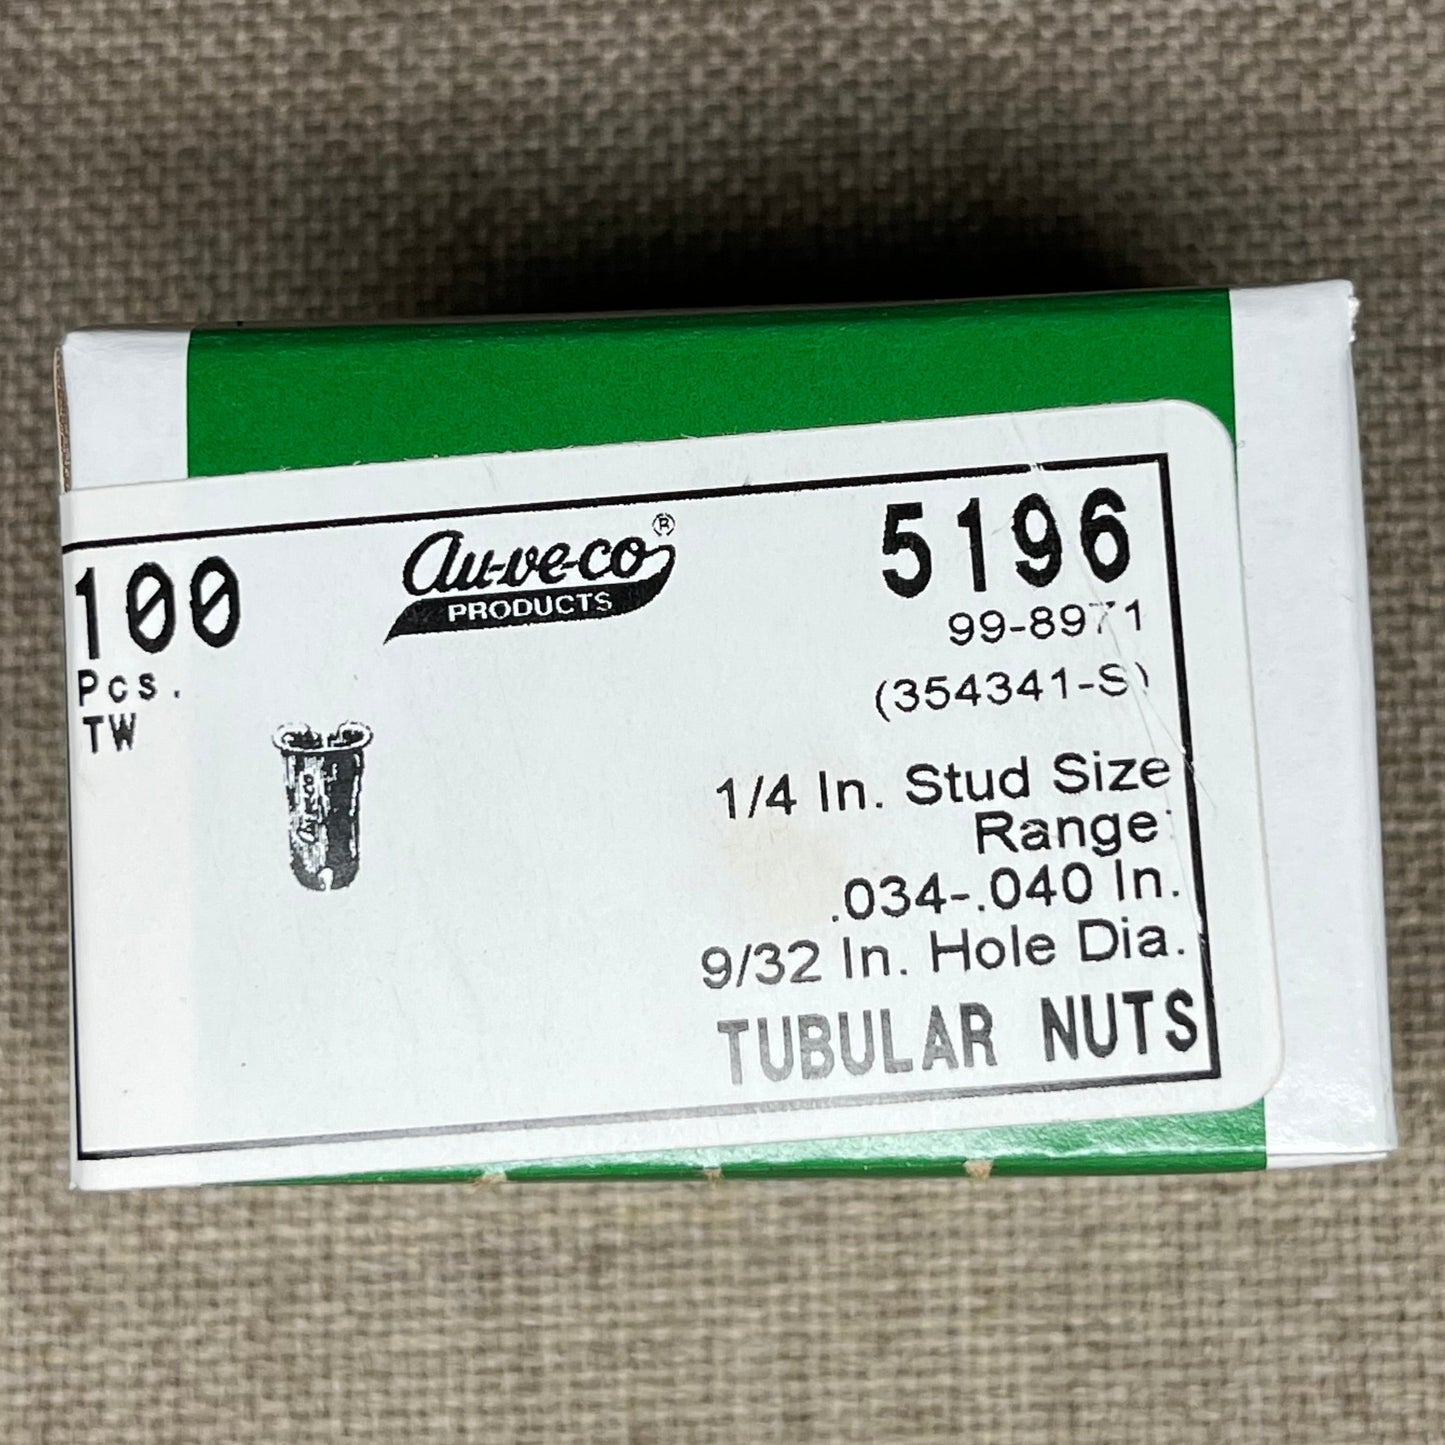 100
Pcs.
TW
au-ve-co®
PRODUCTS
5196
99-8971
(354341-S)
1/4 In. Stud Size
Range:
.034-.040 In.
9/32 In. Hole Dia.
TUBULAR NUTS